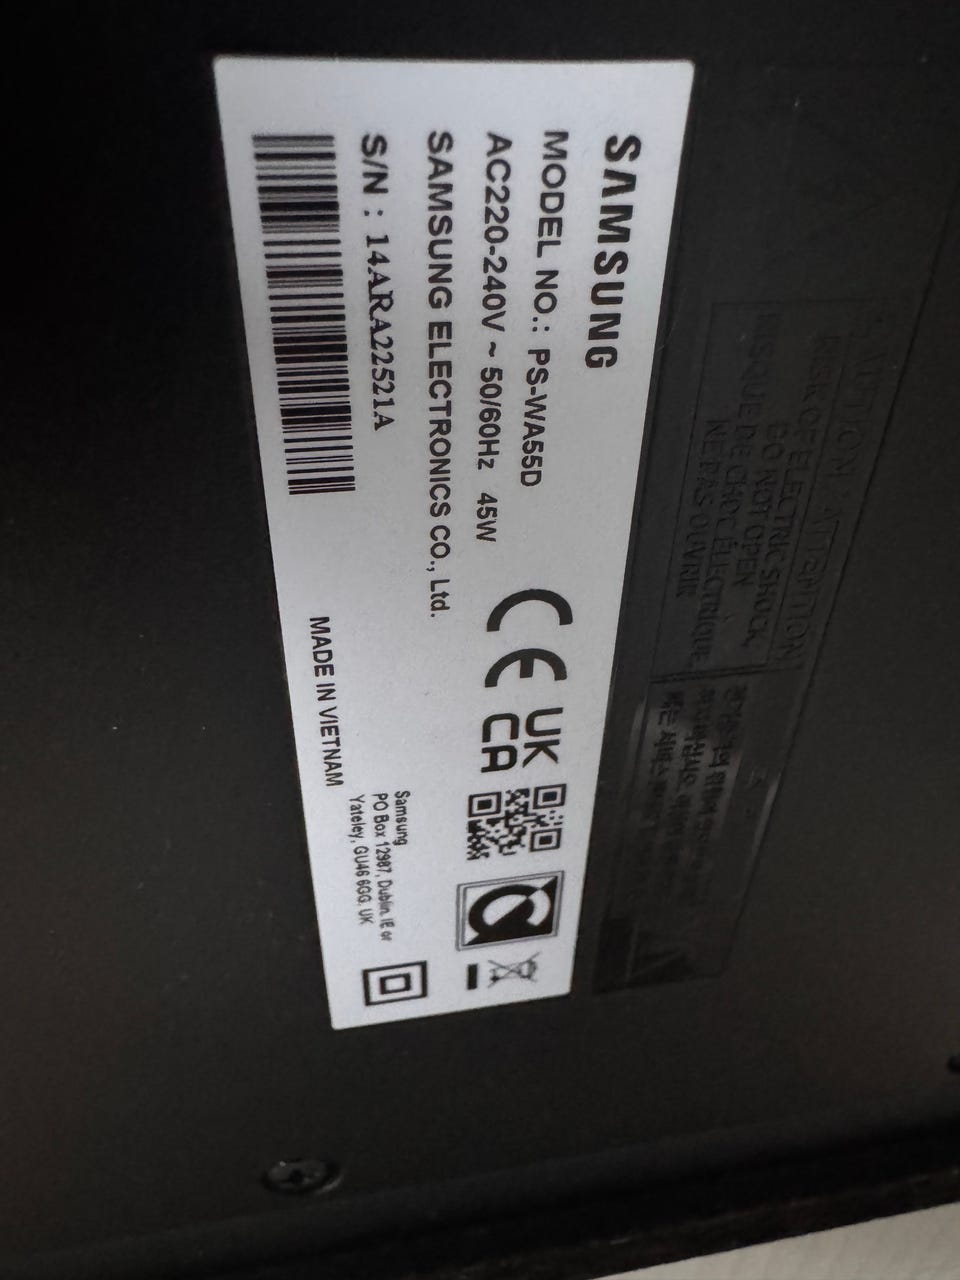 SAMSUNG
MODEL NO.: PS-WA55D
AC220-240V ~ 50/60Hz 45W
SAMSUNG ELECTRONICS CO., Ltd.
S/N : 14ARA22521A
MADE IN VIETNAM
CE
UK
CA
Samsung
PO Box 12987, Dublin. IE or
Yateley, GU46 6GG. UK
CAUTION ATTENTION
RISK OF ELECTRIC SHOCK
DO NOT OPEN
RISQUE DE CHOC ÉLECTRIQUE
NE PAS OUVRIR